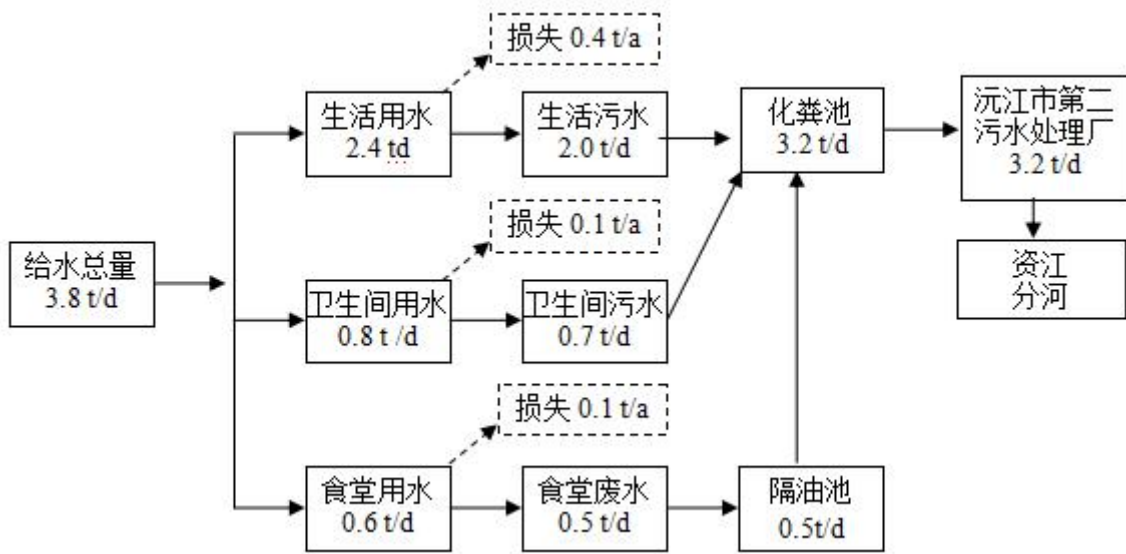 损失 0.4 t/a
生活用水
2.4 td
生活污水
2.0 t/d
化粪池
3.2 t/d
沅江市第二
污水处理厂
3.2 t/d
损失 0.1 t/a
给水总量
3.8 t/d
卫生间用水
0.8 t /d
卫生间污水
0.7 t/d
资江
分河
损失 0.1 t/a
食堂用水
0.6 t/d
食堂废水
0.5 t/d
隔油池
0.5t/d